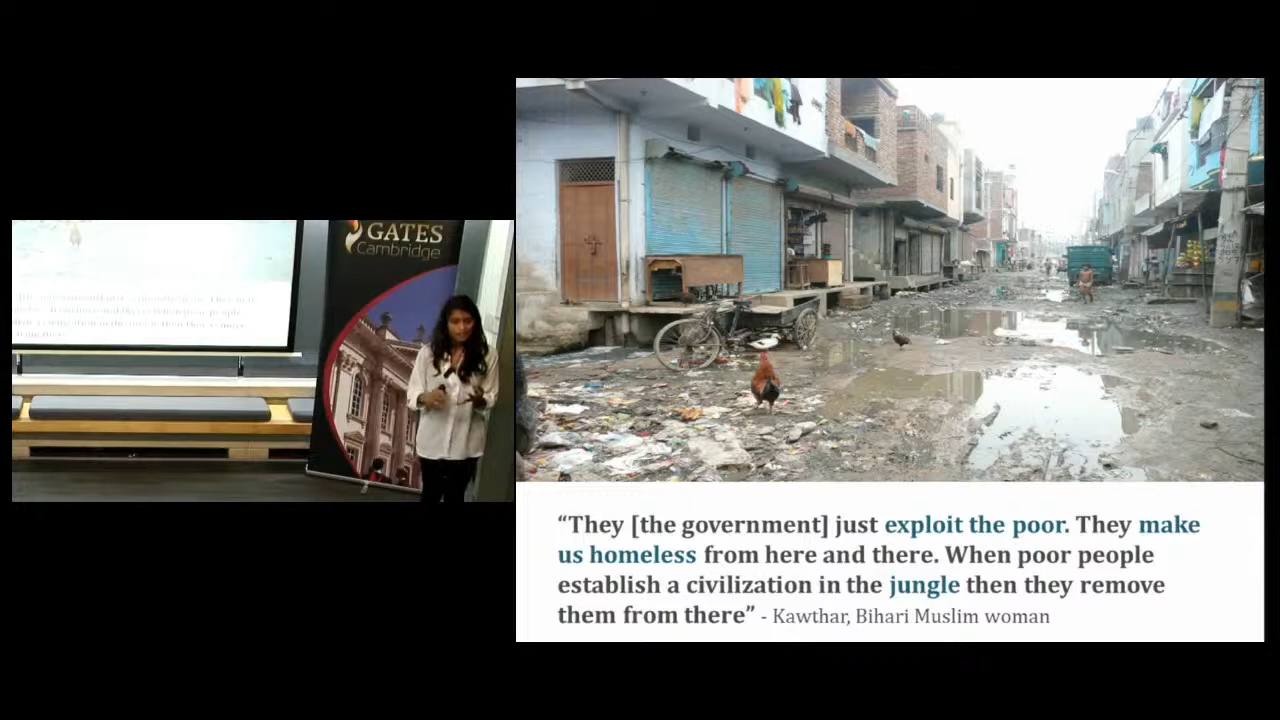 GATES
Cambridge
“They [the government] just exploit the poor. They make
us homeless from here and there. When poor people
establish a civilization in the jungle then they remove
them from there” - Kawthar, Bihari Muslim woman